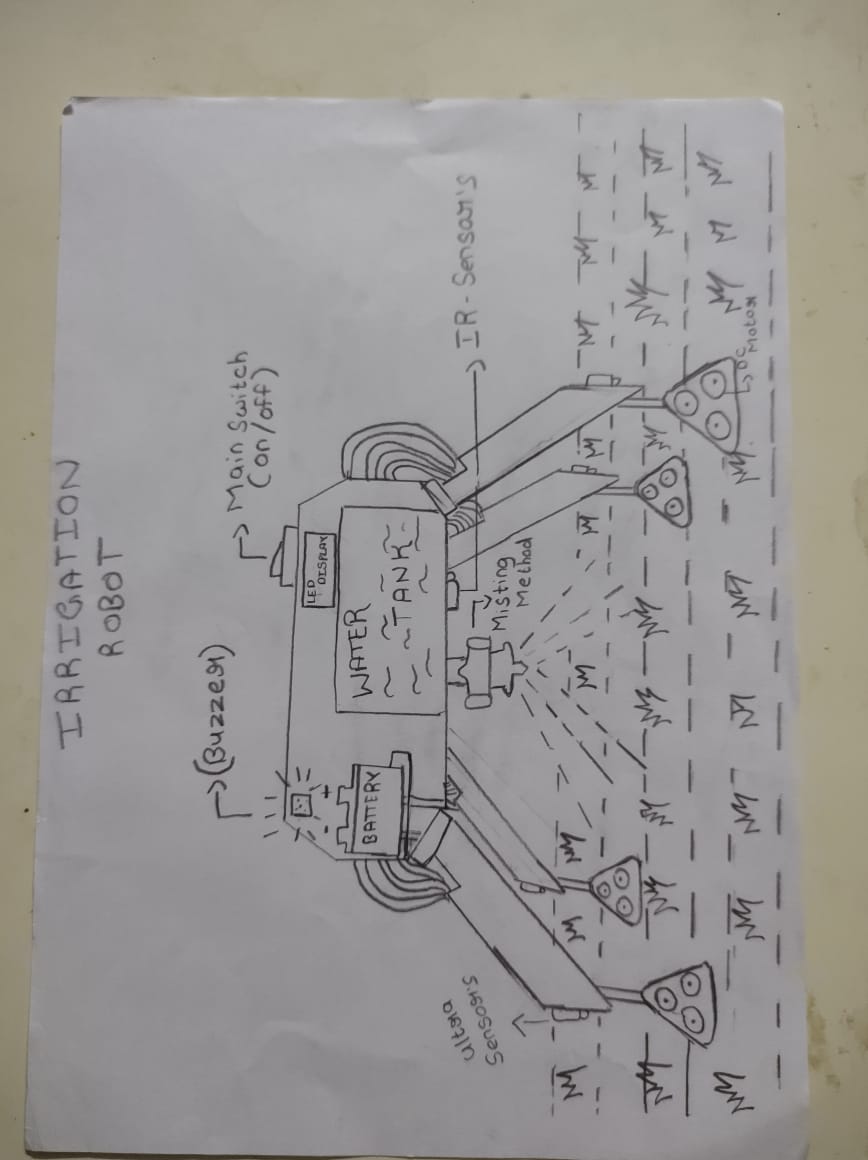 IRRIGATION
ROBOT
(Buzzer)
Main Switch
(on/off)
LED
DISPLAY
- +
BATTERY
WATER
TANK
Ultra
Sensor's
IR-Sensor's
Misting
Method
DC
Motor